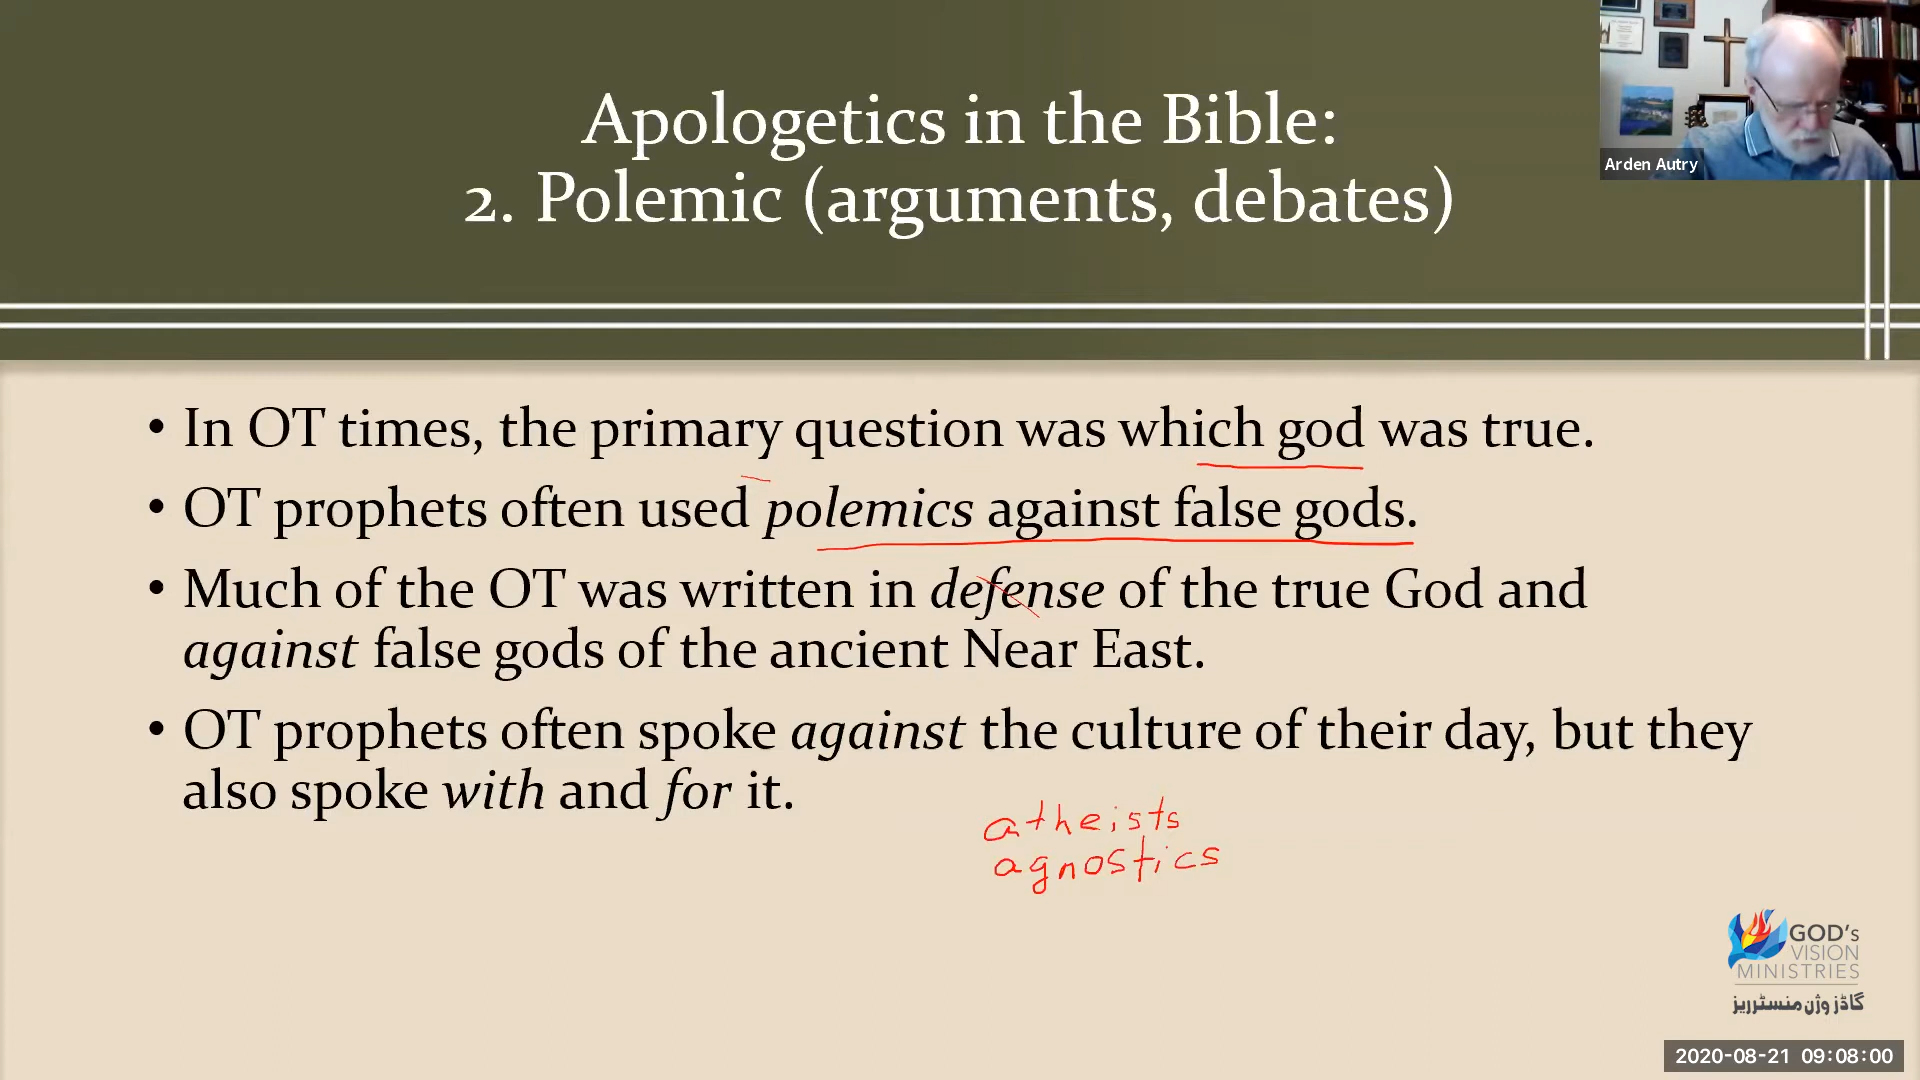 Apologetics in the Bible:
2. Polemic (arguments, debates)
Arden Autry
• In OT times, the primary question was which god was true.
• OT prophets often used polemics against false gods.
• Much of the OT was written in defense of the true God and
against false gods of the ancient Near East.
• OT prophets often spoke against the culture of their day, but they
also spoke with and for it.
atheists
agnostics
GOD's
VISION
MINISTRIES
گاڈز وژن منسٹریز
2020-08-21 09:08:00